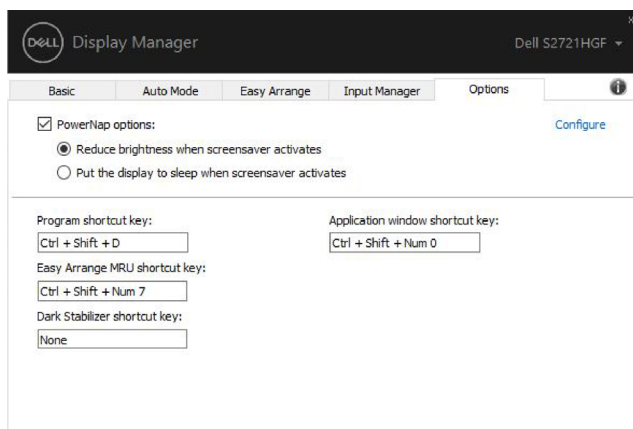 DELL Display Manager
Dell S2721HGF
Basic Auto Mode Easy Arrange Input Manager Options
PowerNap options: Configure
Reduce brightness when screensaver activates
Put the display to sleep when screensaver activates
Program shortcut key: Application window shortcut key:
Ctrl + Shift + D Ctrl + Shift + Num 0
Easy Arrange MRU shortcut key:
Ctrl + Shift + Num 7
Dark Stabilizer shortcut key:
None